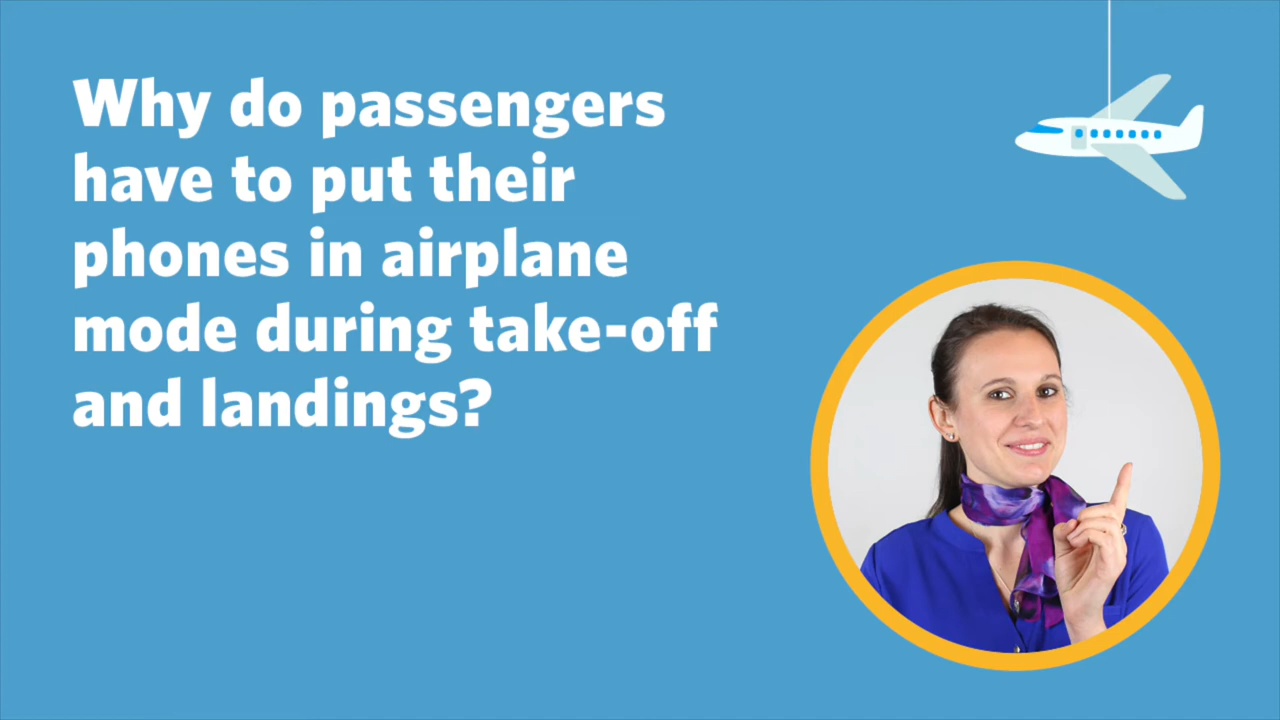 Why do passengers
have to put their
phones in airplane
mode during take-off
and landings?